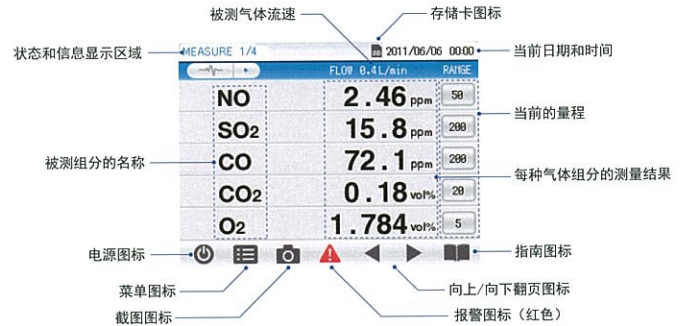 被测气体流速
存储卡图标
状态和信息显示区域
MEASURE 1/4
2011/06/06 00:00
当前日期和时间
FLOW 0.4L/min
RANGE
NO 2.46 ppm 50
当前的量程
SO2 15.8 ppm 200
被测组分的名称
CO 72.1 ppm 200
每种气体组分的测量结果
CO2 0.18 vol% 20
O2 1.784 vol% 5
电源图标
指南图标
菜单图标
向上/向下翻页图标
截图图标
报警图标（红色）